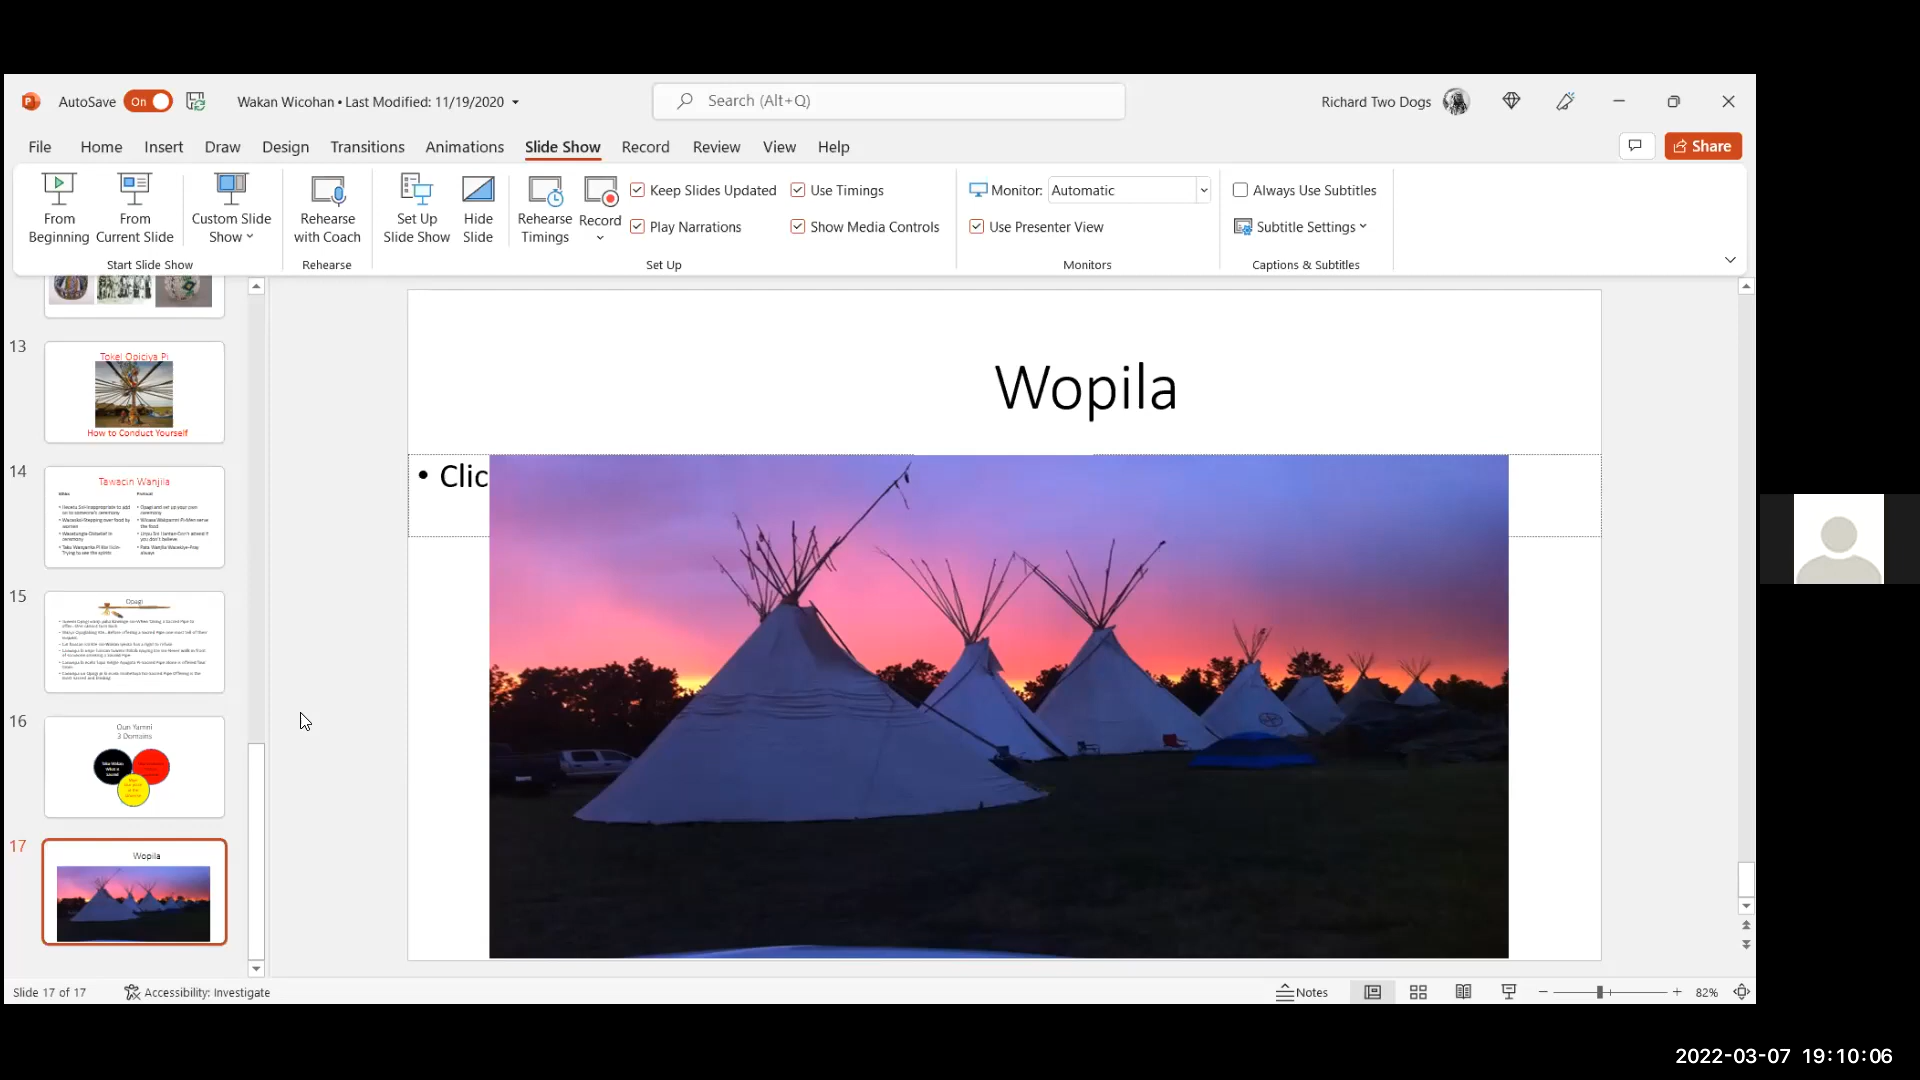 AutoSave On Wakan Wicohan • Last Modified: 11/19/2020 Search (Alt+Q) Richard Two Dogs
File Home Insert Draw Design Transitions Animations Slide Show Record Review View Help Share
From Beginning
From Current Slide
Custom Slide Show
Start Slide Show
Rehearse with Coach
Rehearse
Set Up Slide Show
Hide Slide
Rehearse Timings
Record
Keep Slides Updated
Play Narrations
Use Timings
Show Media Controls
Set Up
Monitor: Automatic
Use Presenter View
Monitors
Always Use Subtitles
Subtitle Settings
Captions & Subtitles
13
Tokel Opiciya Pi
How to Conduct Yourself
14
Tawacin Wanjila
15
Opagi
16
3 Domains
17
Wopila
Wopila
• Clic
Slide 17 of 17 Accessibility: Investigate Notes 82%
2022-03-07 19:10:06